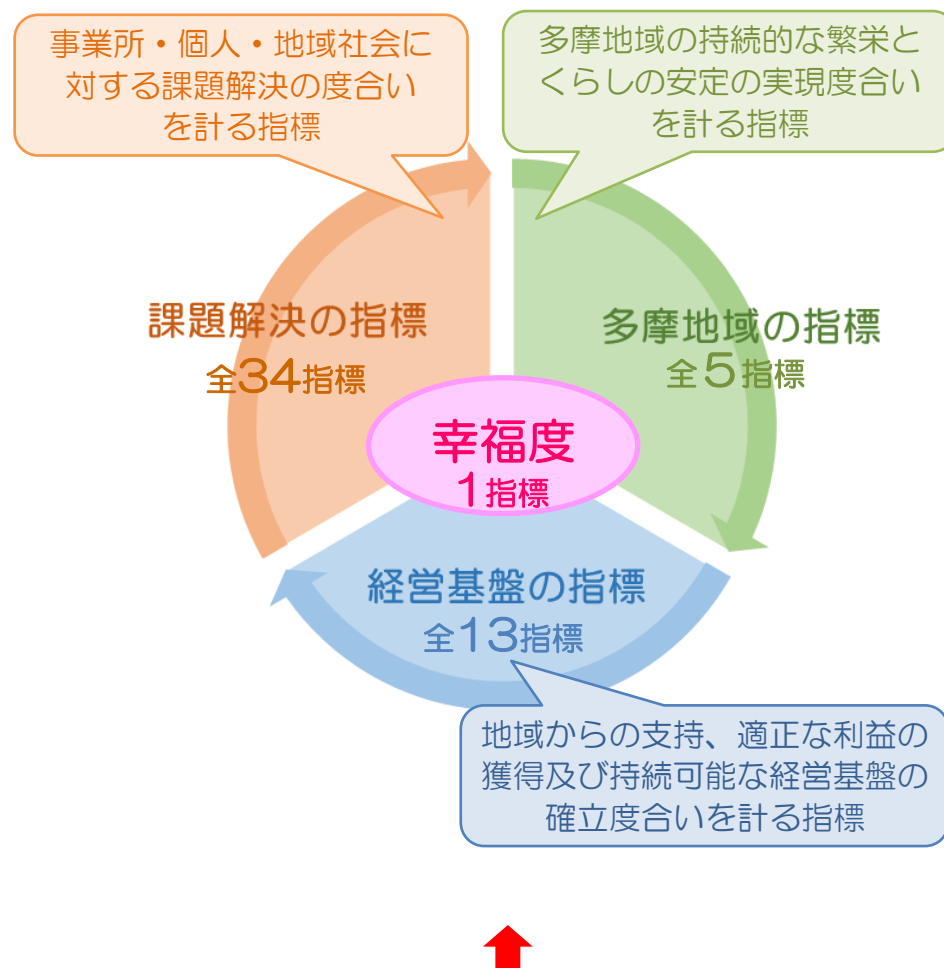 事業所・個人・地域社会に
対する課題解決の度合い
を計る指標
多摩地域の持続的な繁栄と
くらしの安定の実現度合い
を計る指標
課題解決の指標
全34指標
多摩地域の指標
全5指標
幸福度
1指標
経営基盤の指標
全13指標
地域からの支持、適正な利益の
獲得及び持続可能な経営基盤の
確立度合いを計る指標